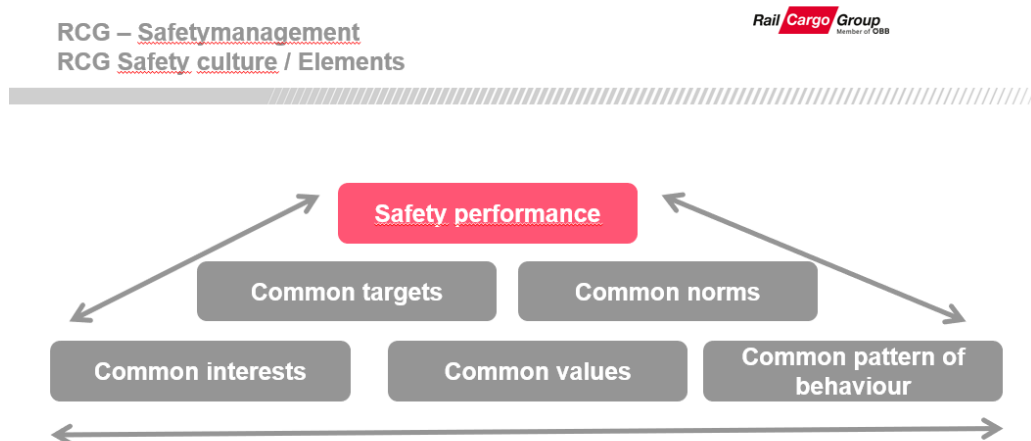 RCG – Safetymanagement
RCG Safety culture / Elements
Rail Cargo Group
Member of ÖBB
Safety performance
Common targets
Common norms
Common interests
Common values
Common pattern of
behaviour